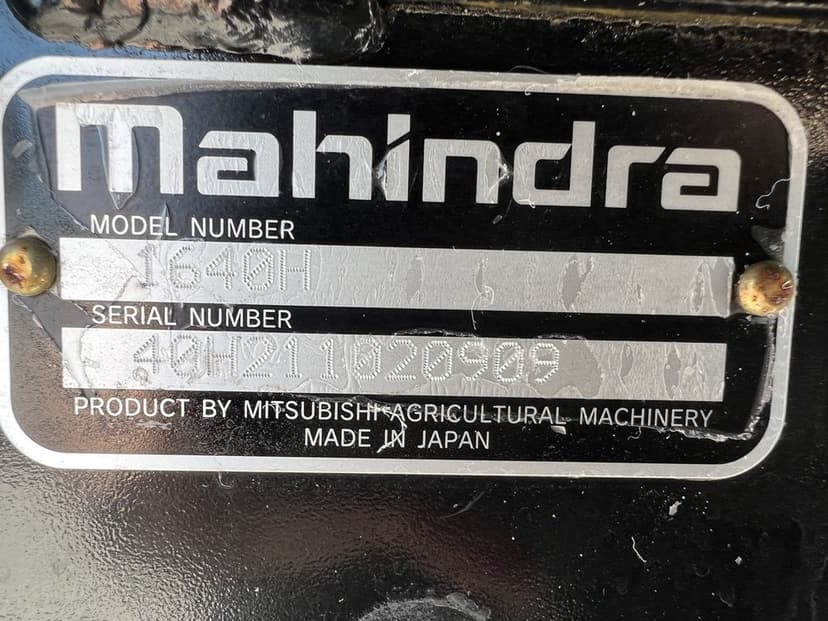 mahindra
MODEL NUMBER
1640H
SERIAL NUMBER
40H211020909
PRODUCT BY MITSUBISHI AGRICULTURAL MACHINERY
MADE IN JAPAN